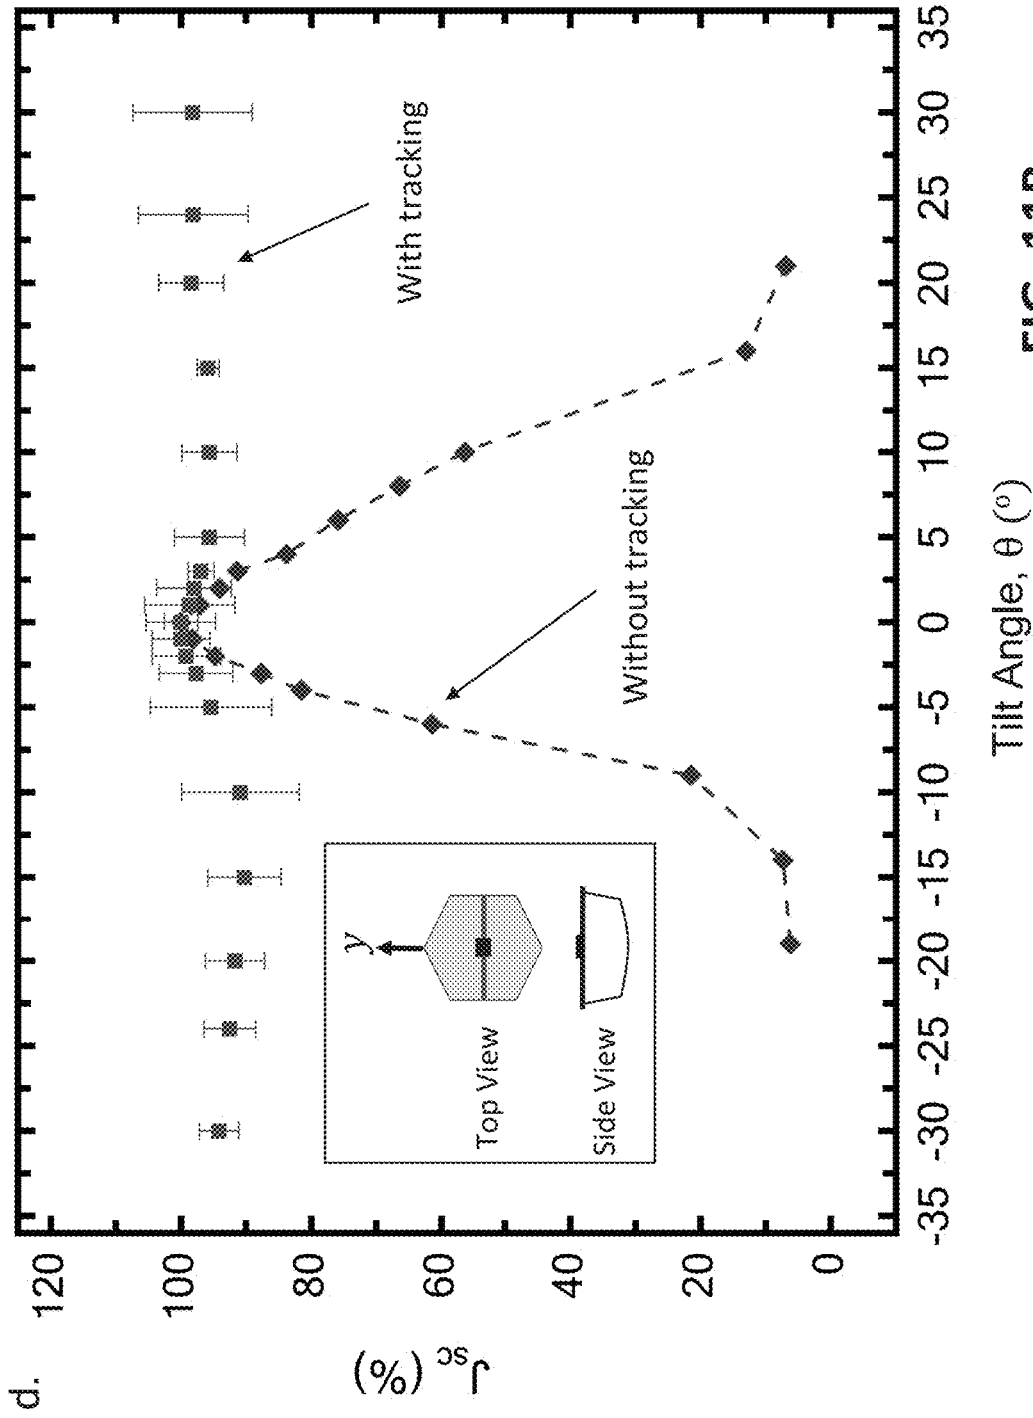 d.
J_sc (%)
120
100
80
60
40
20
0
With tracking
Without tracking
y
Top View
Side View
-35 -30 -25 -20 -15 -10 -5 0 5 10 15 20 25 30 35
Tilt Angle, θ (°)